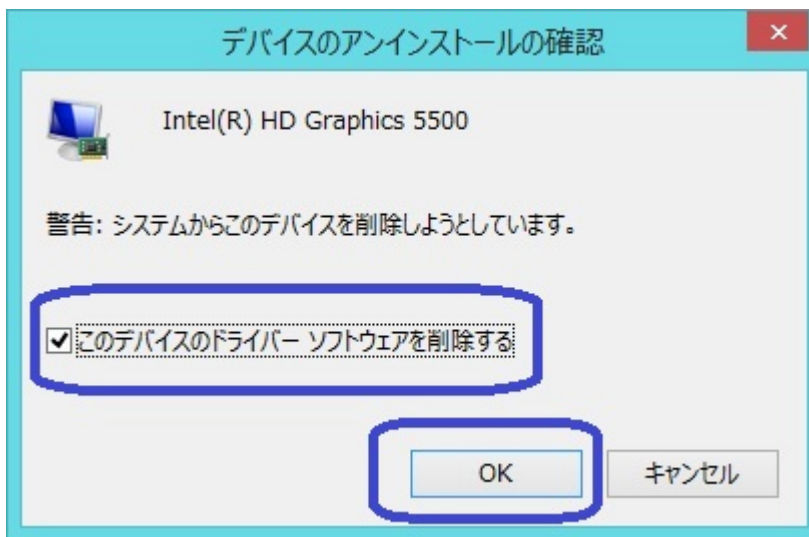 デバイスのアンインストールの確認
Intel(R) HD Graphics 5500
警告: システムからこのデバイスを削除しようとしています。
このデバイスのドライバー ソフトウェアを削除する
OK
キャンセル